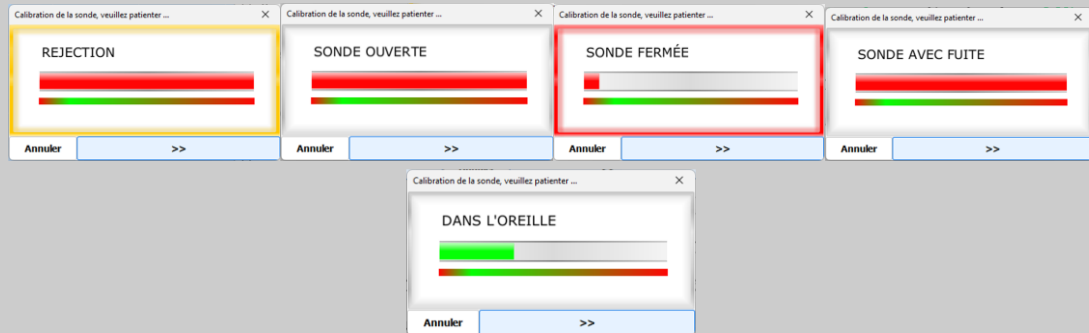 Calibration de la sonde, veuillez patienter ...
REJECTION
Annuler >>
Calibration de la sonde, veuillez patienter ...
SONDE OUVERTE
Annuler >>
Calibration de la sonde, veuillez patienter ...
SONDE FERMÉE
Annuler >>
Calibration de la sonde, veuillez patienter ...
SONDE AVEC FUITE
Annuler >>
Calibration de la sonde, veuillez patienter ...
DANS L'OREILLE
Annuler >>